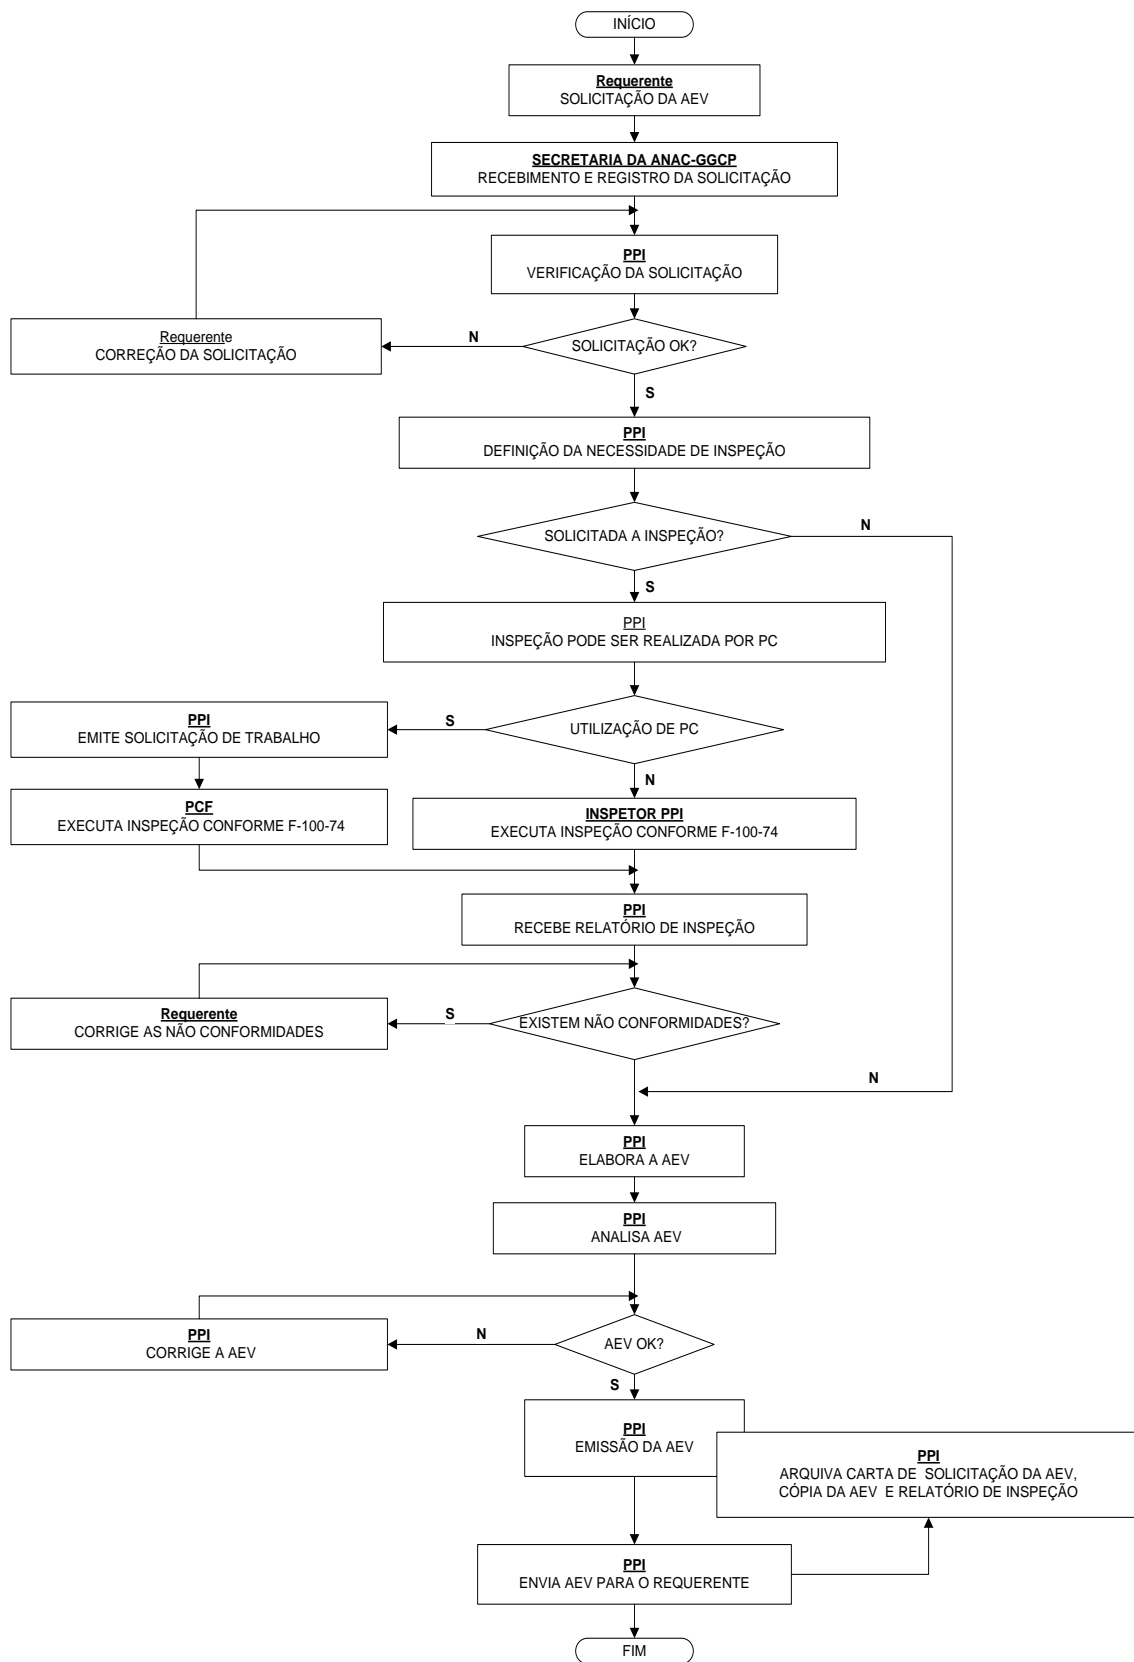 INÍCIO
Requerente
SOLICITAÇÃO DA AEV
SECRETARIA DA ANAC-GGCP
RECEBIMENTO E REGISTRO DA SOLICITAÇÃO
PPI
VERIFICAÇÃO DA SOLICITAÇÃO
Requerente
CORREÇÃO DA SOLICITAÇÃO
N
SOLICITAÇÃO OK?
S
PPI
DEFINIÇÃO DA NECESSIDADE DE INSPEÇÃO
SOLICITADA A INSPEÇÃO?
N
S
PPI
INSPEÇÃO PODE SER REALIZADA POR PC
PPI
EMITE SOLICITAÇÃO DE TRABALHO
S
UTILIZAÇÃO DE PC
N
PCF
EXECUTA INSPEÇÃO CONFORME F-100-74
INSPETOR PPI
EXECUTA INSPEÇÃO CONFORME F-100-74
PPI
RECEBE RELATÓRIO DE INSPEÇÃO
Requerente
CORRIGE AS NÃO CONFORMIDADES
S
EXISTEM NÃO CONFORMIDADES?
N
PPI
ELABORA A AEV
PPI
ANALISA AEV
PPI
CORRIGE A AEV
N
AEV OK?
S
PPI
EMISSÃO DA AEV
PPI
ARQUIVA CARTA DE SOLICITAÇÃO DA AEV,
CÓPIA DA AEV E RELATÓRIO DE INSPEÇÃO
PPI
ENVIA AEV PARA O REQUERENTE
FIM